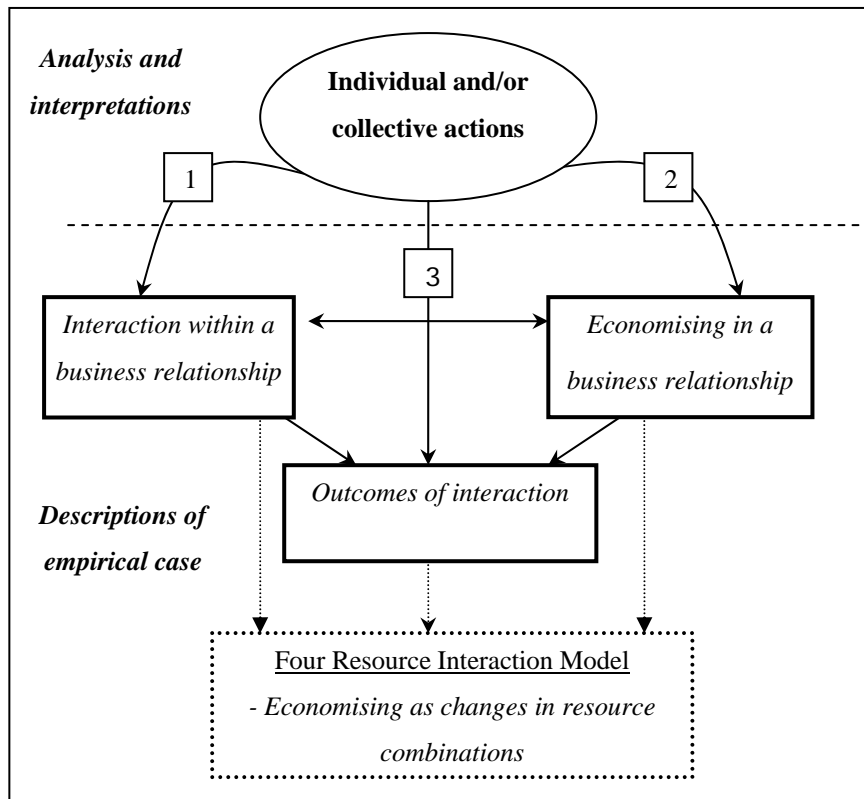 Analysis and
interpretations
Individual and/or
collective actions
1
2
3
Interaction within a
business relationship
Economising in a
business relationship
Outcomes of interaction
Descriptions of
empirical case
Four Resource Interaction Model
- Economising as changes in resource
combinations